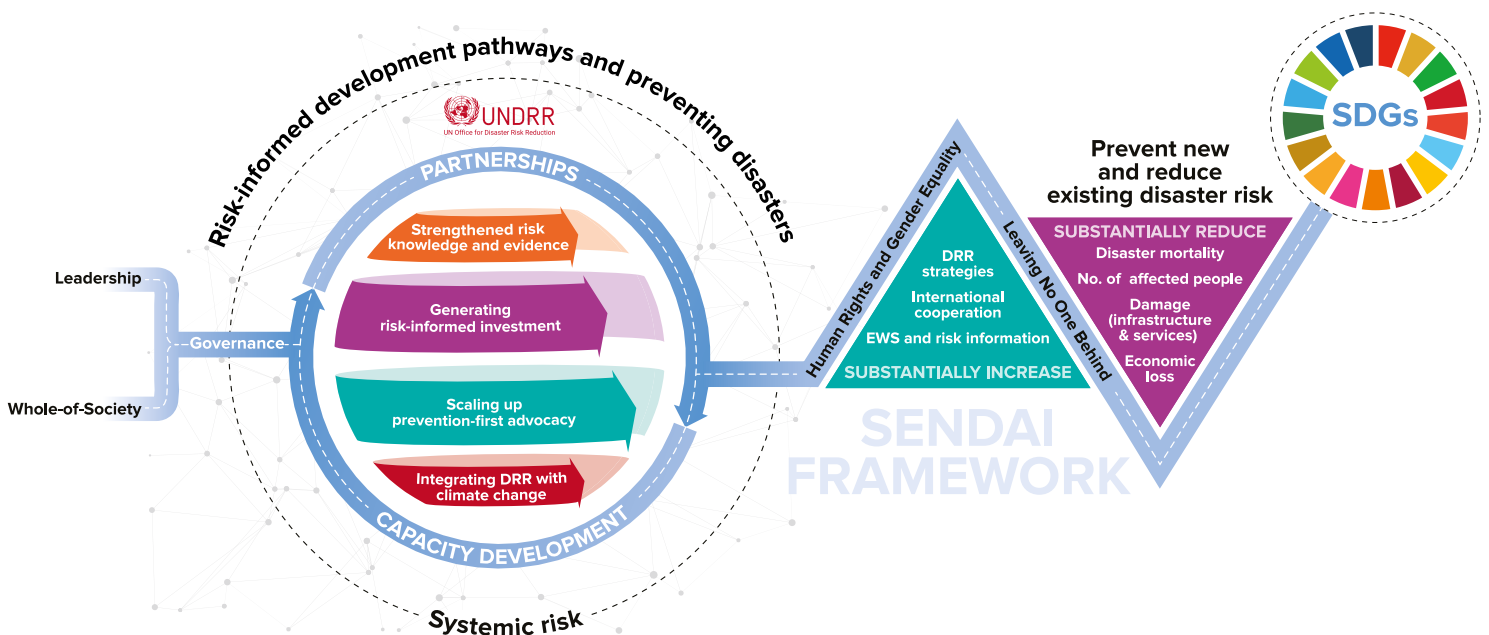 Risk-informed development pathways and preventing disasters
UNDRR
UN Office for Disaster Risk Reduction
PARTNERSHIPS
Strengthened risk
knowledge and evidence
Generating
risk-informed investment
Scaling up
prevention-first advocacy
Integrating DRR with
climate change
CAPACITY DEVELOPMENT
Systemic risk
Leadership
Governance
Whole-of-Society
Human Rights and Gender Equality
DRR
strategies
International
cooperation
EWS and risk information
SUBSTANTIALLY INCREASE
Leaving No One Behind
SENDAI
FRAMEWORK
Prevent new
and reduce
existing disaster risk
SUBSTANTIALLY REDUCE
Disaster mortality
No. of affected people
Damage
(infrastructure
& services)
Economic
loss
SDGs